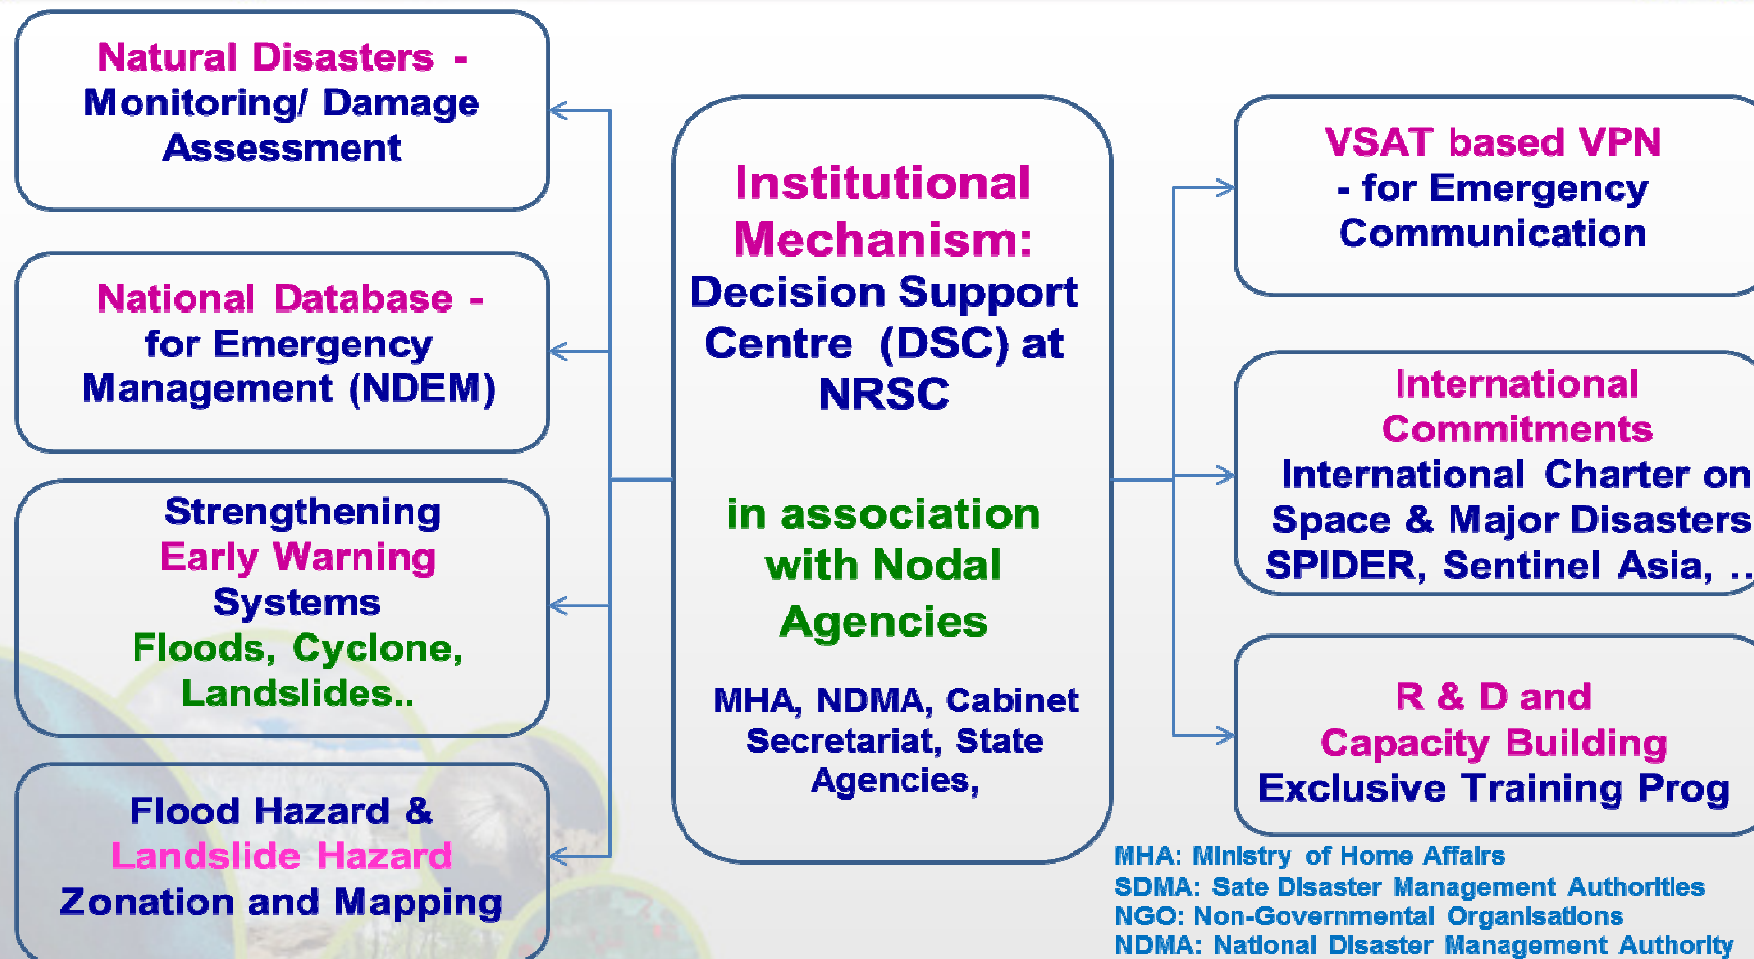 Natural Disasters -
Monitoring/ Damage
Assessment
National Database -
for Emergency
Management (NDEM)
Strengthening
Early Warning
Systems
Floods, Cyclone,
Landslides..
Flood Hazard &
Landslide Hazard
Zonation and Mapping
Institutional
Mechanism:
Decision Support
Centre (DSC) at
NRSC
in association
with Nodal
Agencies
MHA, NDMA, Cabinet
Secretariat, State
Agencies,
VSAT based VPN
- for Emergency
Communication
International
Commitments
International Charter on
Space & Major Disasters
SPIDER, Sentinel Asia, ..
R & D and
Capacity Building
Exclusive Training Prog
MHA: Ministry of Home Affairs
SDMA: Sate Disaster Management Authorities
NGO: Non-Governmental Organisations
NDMA: National Disaster Management Authority